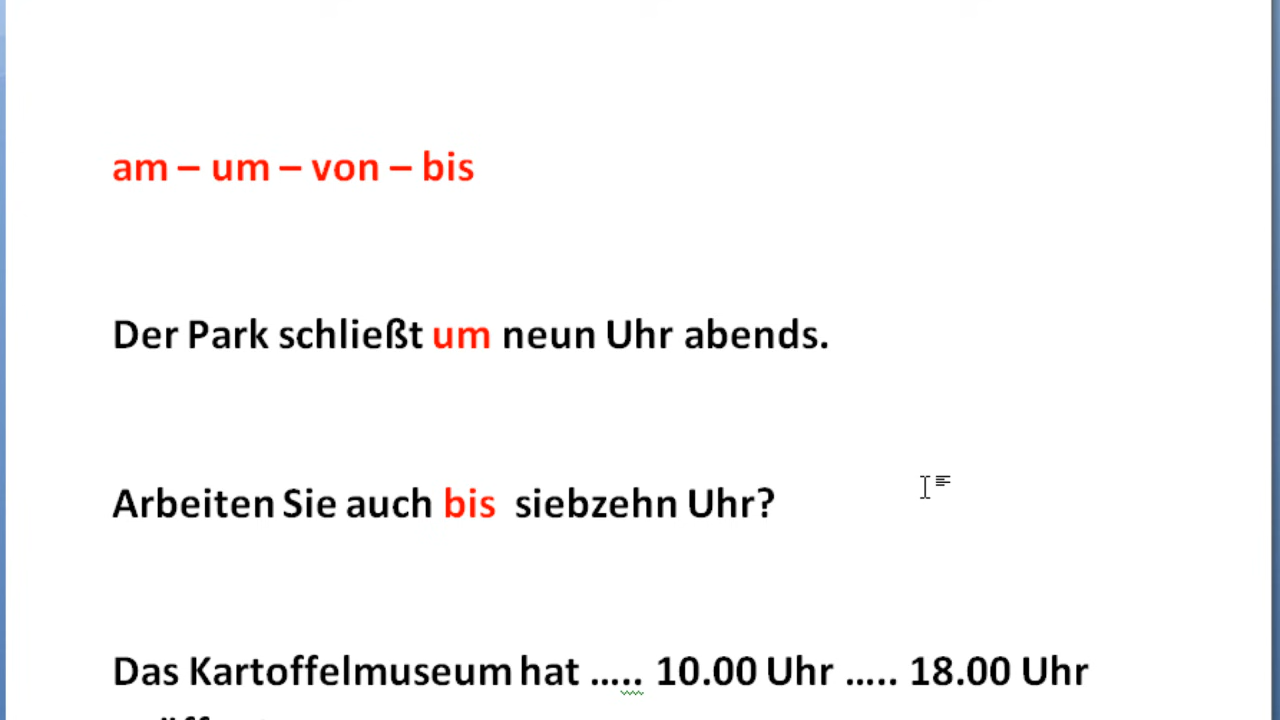 am – um – von – bis
Der Park schließt um neun Uhr abends.
Arbeiten Sie auch bis siebzehn Uhr?
Das Kartoffelmuseum hat ..... 10.00 Uhr ..... 18.00 Uhr